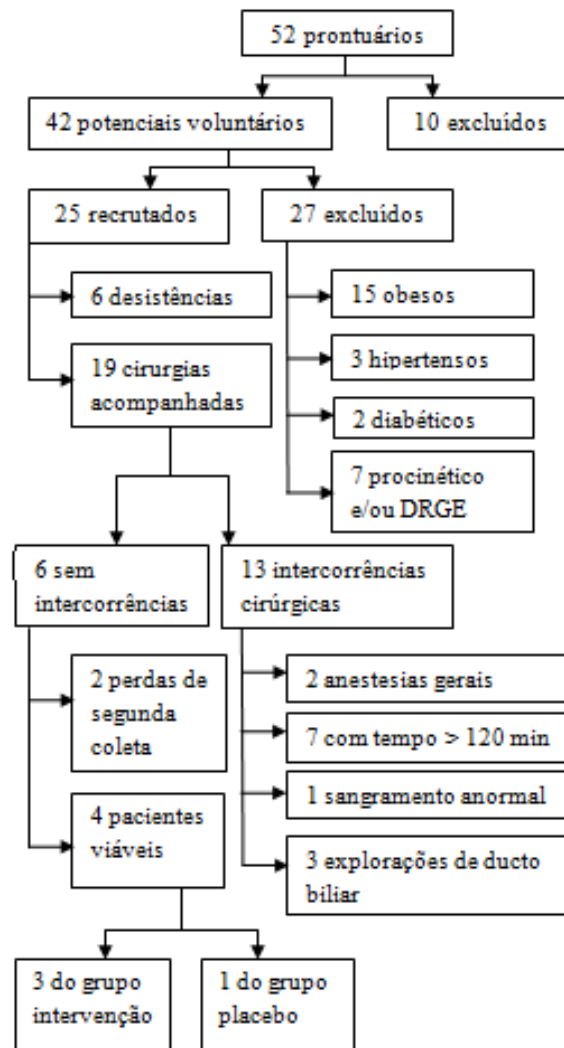 52 prontuários
42 potenciais voluntários
10 excluídos
25 recrutados
27 excluídos
6 desistências
19 cirurgias
acompanhadas
15 obesos
3 hipertensos
2 diabéticos
7 procinético
e/ou DRGE
6 sem
intercorrências
13 intercorrências
cirúrgicas
2 perdas de
segunda
coleta
4 pacientes
viáveis
2 anestesias gerais
7 com tempo > 120 min
1 sangramento anormal
3 explorações de ducto
biliar
3 do grupo
intervenção
1 do grupo
placebo